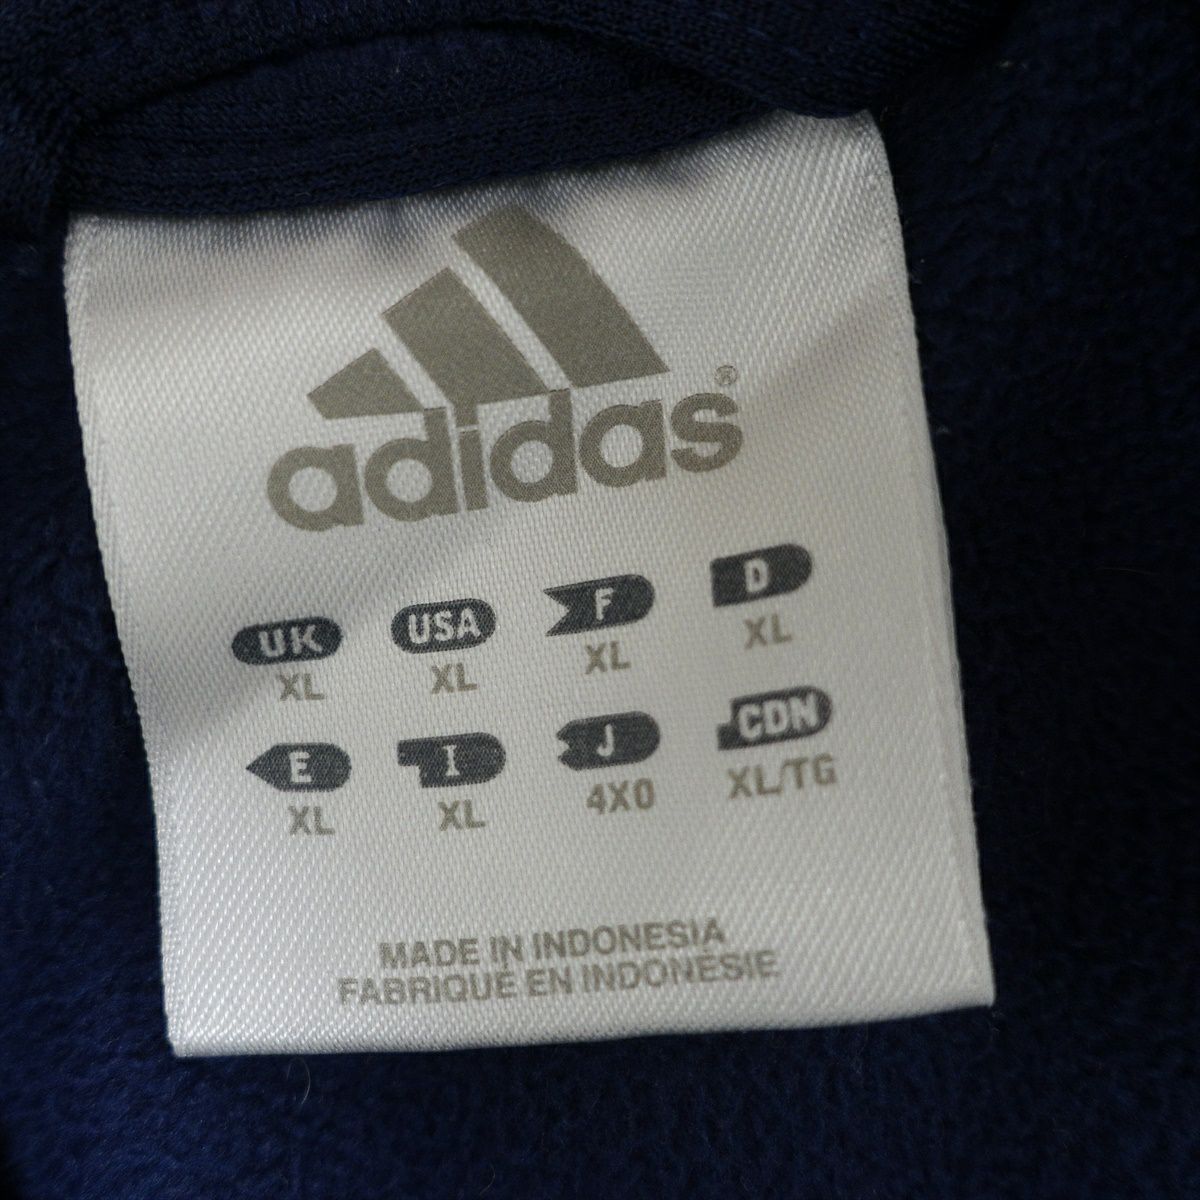 adidas®
UK USA F D
XL XL XL XL
E I J CDN
XL XL 4XO XL/TG
MADE IN INDONESIA
FABRIQUÉ EN INDONÉSIE